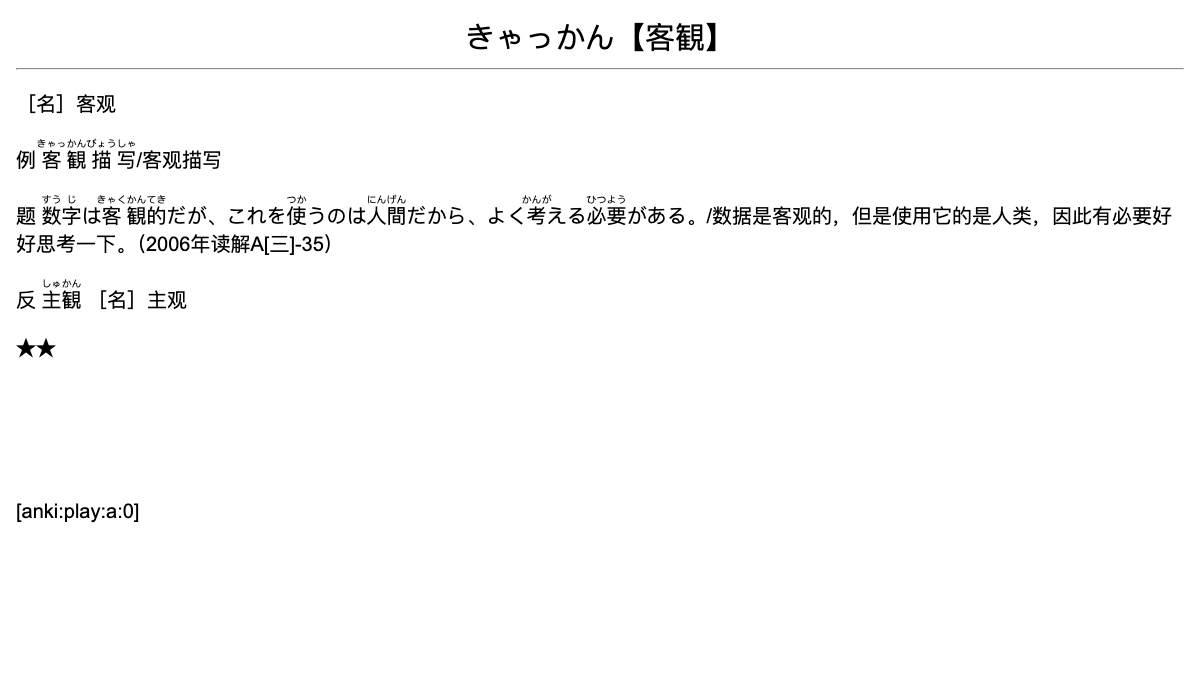 きゃっかん【客観】
［名］客观
きゃっかんびょうしゃ
例 客観描写/客观描写
すうじ きゃくかんてき つか にんげん かんが ひつよう
题 数字は客観的だが、これを使うのは人間だから、よく考える必要がある。/数据是客观的，但是使用它的是人类，因此有必要好
好思考一下。（2006年读解A[三]-35）
しゅかん
反 主観 ［名］主观
★★
[anki:play:a:0]